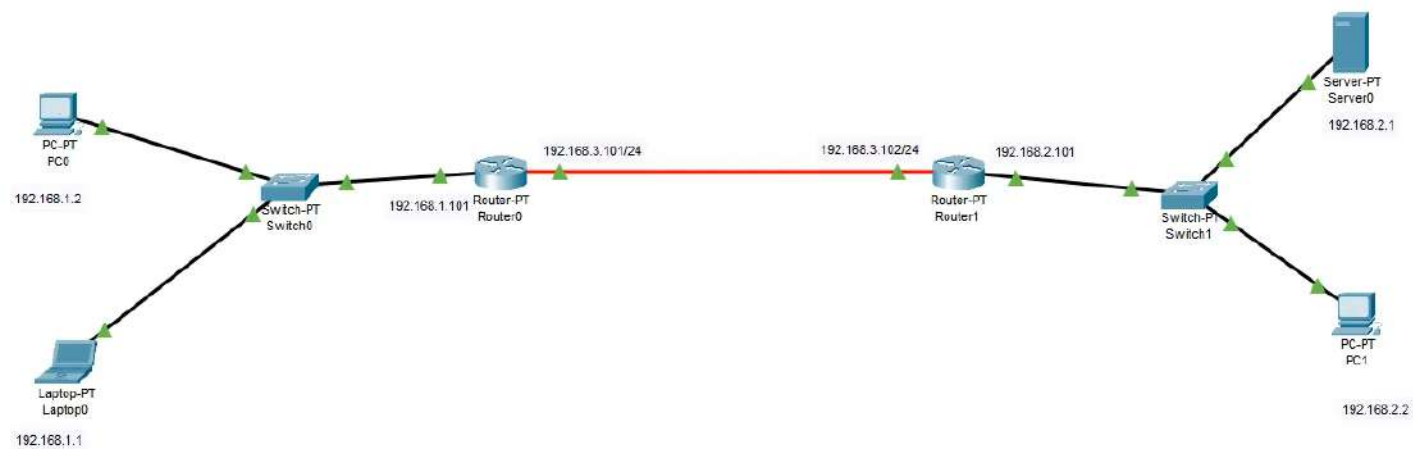 Server-PT
Server0
192.168.2.1
PC-PT
PC0
192.168.1.2
Switch-PT
Switch0
192.168.1.101
Router-PT
Router0
192.168.3.101/24
192.168.3.102/24
Router-PT
Router1
192.168.2.101
Switch-PT
Switch1
PC-PT
PC1
192.168.2.2
Laptop-PT
Laptop0
192.168.1.1